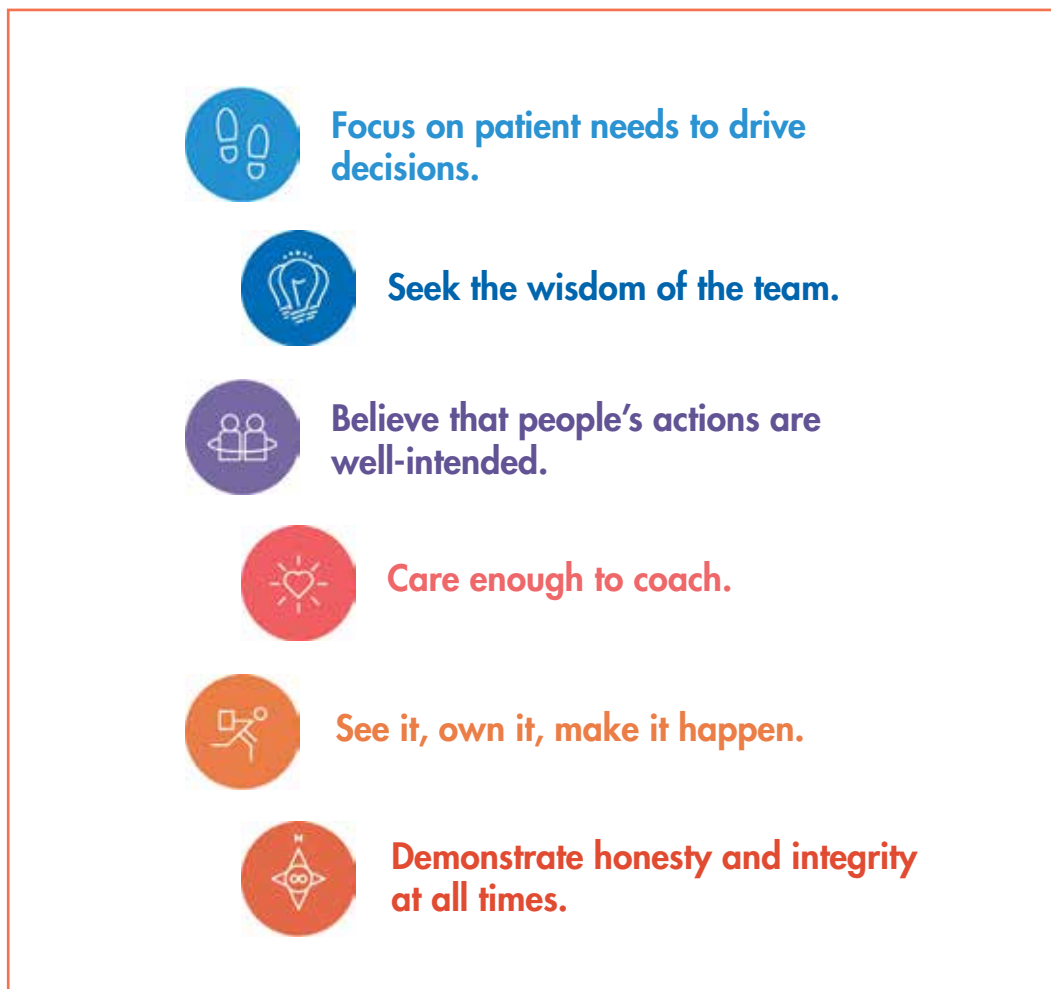 Focus on patient needs to drive
decisions.
Seek the wisdom of the team.
Believe that people’s actions are
well-intended.
Care enough to coach.
See it, own it, make it happen.
N
Demonstrate honesty and integrity
at all times.